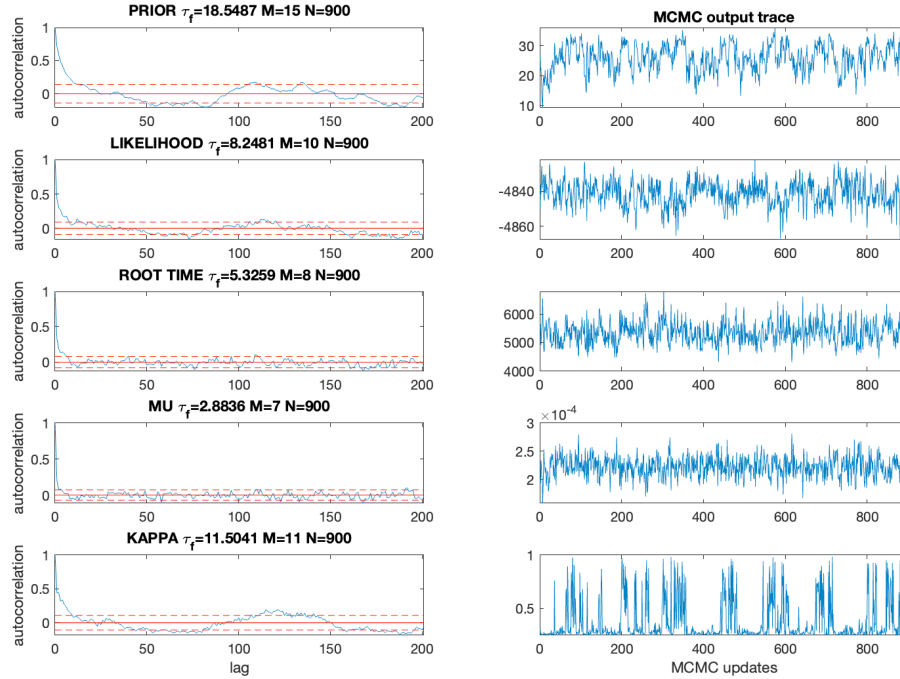 PRIOR τf=18.5487 M=15 N=900
MCMC output trace
autocorrelation
1
0.5
0
0 50 100 150 200
30
20
10
0 200 400 600 800
LIKELIHOOD τf=8.2481 M=10 N=900
autocorrelation
1
0.5
0
0 50 100 150 200
-4840
-4860
0 200 400 600 800
ROOT TIME τf=5.3259 M=8 N=900
autocorrelation
1
0.5
0
0 50 100 150 200
6000
5000
4000
0 200 400 600 800
MU τf=2.8836 M=7 N=900
autocorrelation
1
0.5
0
0 50 100 150 200
×10-4
3
2.5
2
0 200 400 600 800
KAPPA τf=11.5041 M=11 N=900
autocorrelation
1
0.5
0
0 50 100 150 200
lag
1
0.5
0 200 400 600 800
MCMC updates